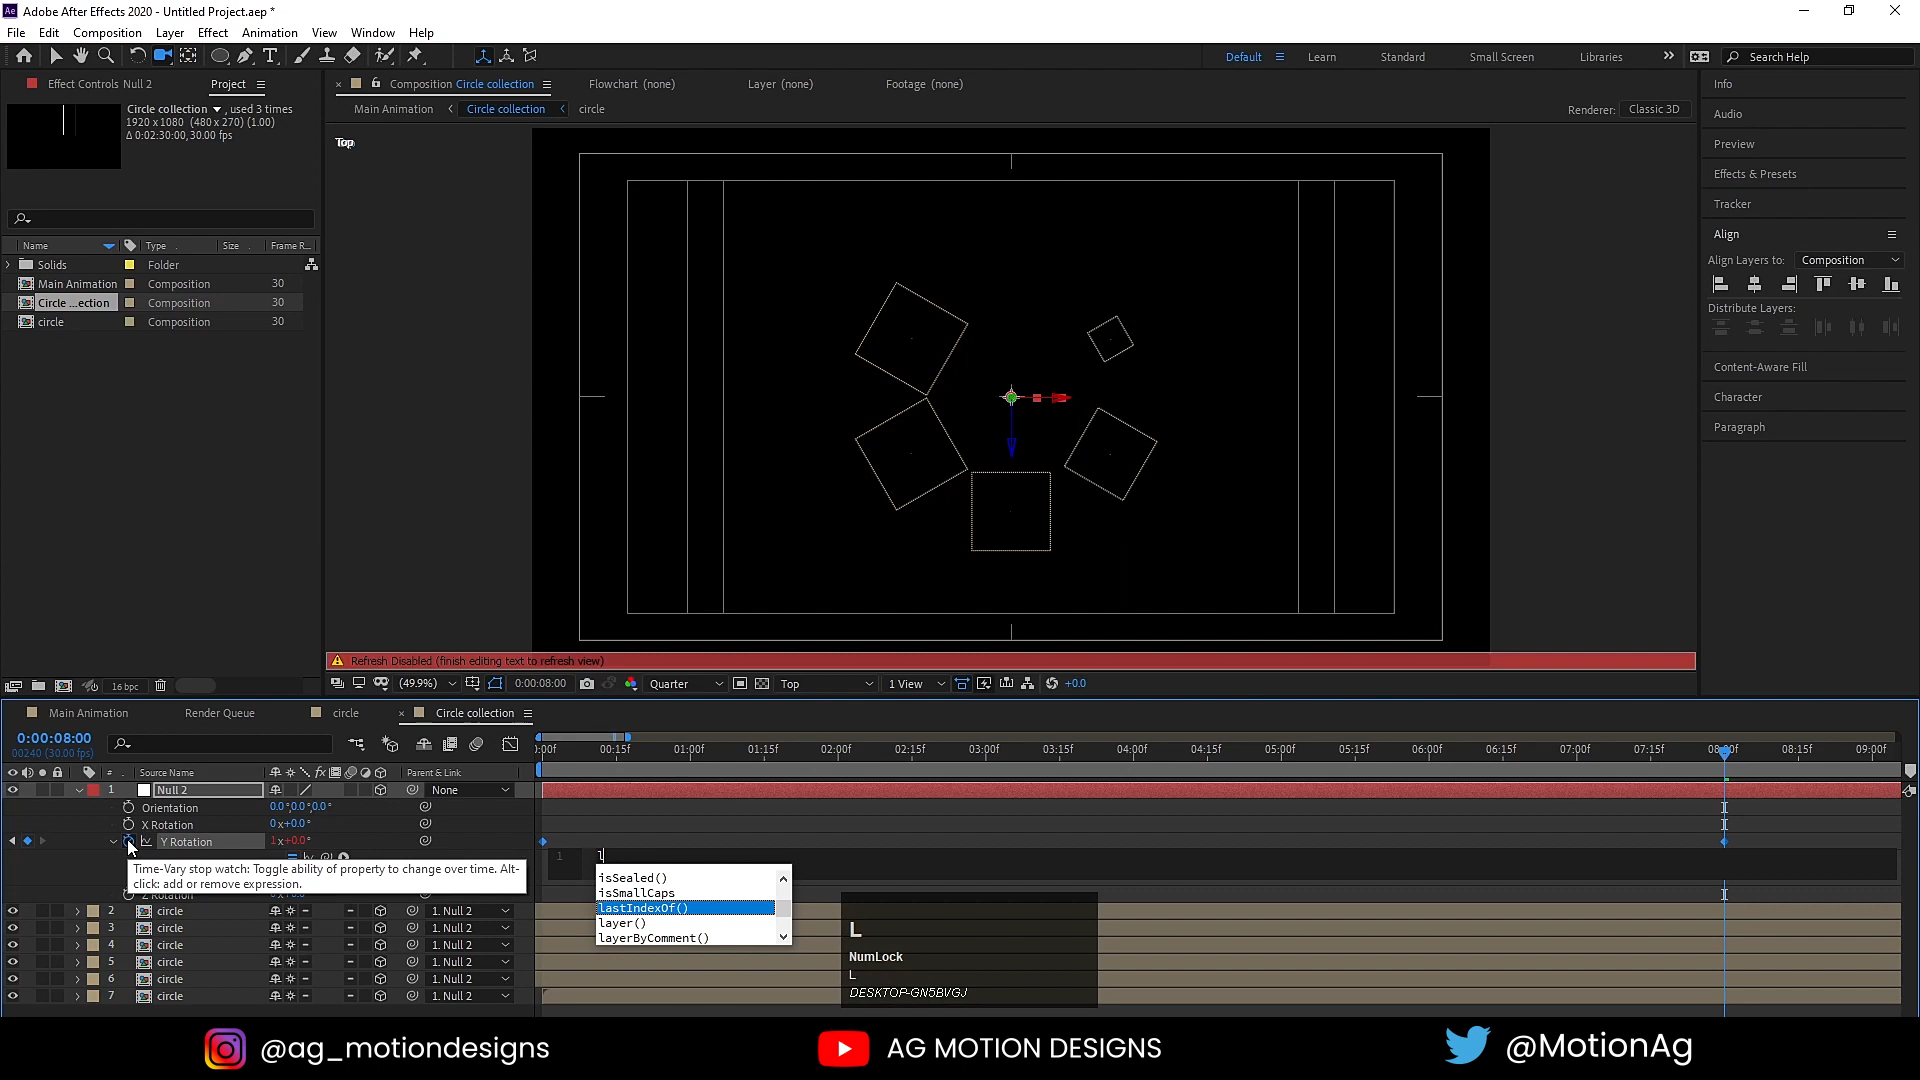 Adobe After Effects 2020 - Untitled Project.aep *
File Edit Composition Layer Effect Animation View Window Help
Default Learn Standard Small Screen Libraries Search Help
Effect Controls Null 2 Project
Composition Circle collection Flowchart (none) Layer (none) Footage (none)
Main Animation Circle collection circle
Renderer: Classic 3D
Circle collection , used 3 times
1920 x 1080 (480 x 270) (1.00)
Δ 0:02:30:00, 30.00 fps
Name Type Size Frame R...
Solids Folder
Main Animation Composition 30
Circle ...ection Composition 30
circle Composition 30
Top
Info
Audio
Preview
Effects & Presets
Tracker
Align
Align Layers to: Composition
Distribute Layers:
Content-Aware Fill
Character
Paragraph
Refresh Disabled (finish editing text to refresh view)
16 bpc
(49.9%) 0:00:08:00 Quarter Top 1 View +0.0
Main Animation Render Queue circle Circle collection
0:00:08:00
00240 (30.00 fps)
:00f 00:15f 01:00f 01:15f 02:00f 02:15f 03:00f 03:15f 04:00f 04:15f 05:00f 05:15f 06:00f 06:15f 07:00f 07:15f 08:00f 08:15f 09:00f
# Source Name Parent & Link
1 Null 2 None
Orientation 0.0°,0.0°,0.0°
X Rotation 0x+0.0°
Y Rotation 1x+0.0°
1 l
Time-Vary stop watch: Toggle ability of property to change over time. Alt-
click: add or remove expression.
isSealed()
isSmallCaps
lastIndexOf()
layer()
layerByComment()
2 circle 1. Null 2
3 circle 1. Null 2
4 circle 1. Null 2
5 circle 1. Null 2
6 circle 1. Null 2
7 circle 1. Null 2
L
NumLock
L
DESKTOP-GN5BVGJ
@ag_motiondesigns AG MOTION DESIGNS @MotionAg